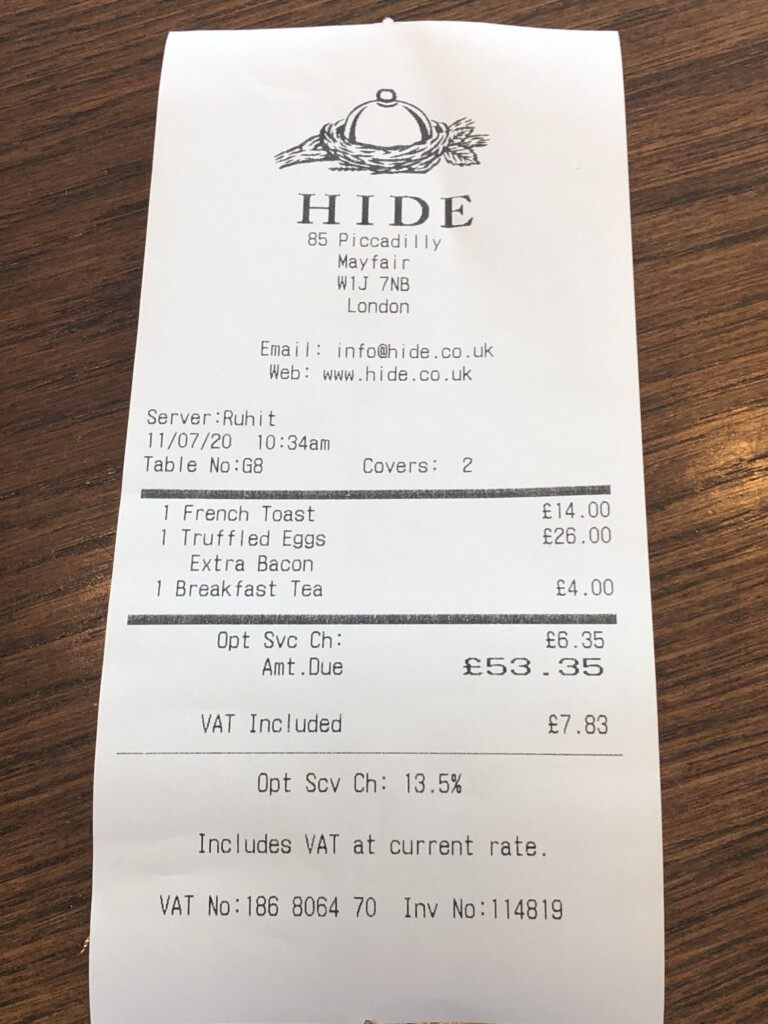 HIDE
85 Piccadilly
Mayfair
W1J 7NB
London
Email: info@hide.co.uk
Web: www.hide.co.uk
Server:Ruhit
11/07/20 10:34am
Table No:G8 Covers: 2
1 French Toast £14.00
1 Truffled Eggs £26.00
Extra Bacon
1 Breakfast Tea £4.00
Opt Svc Ch: £6.35
Amt.Due £53.35
VAT Included £7.83
Opt Scv Ch: 13.5%
Includes VAT at current rate.
VAT No:186 8064 70 Inv No:114819